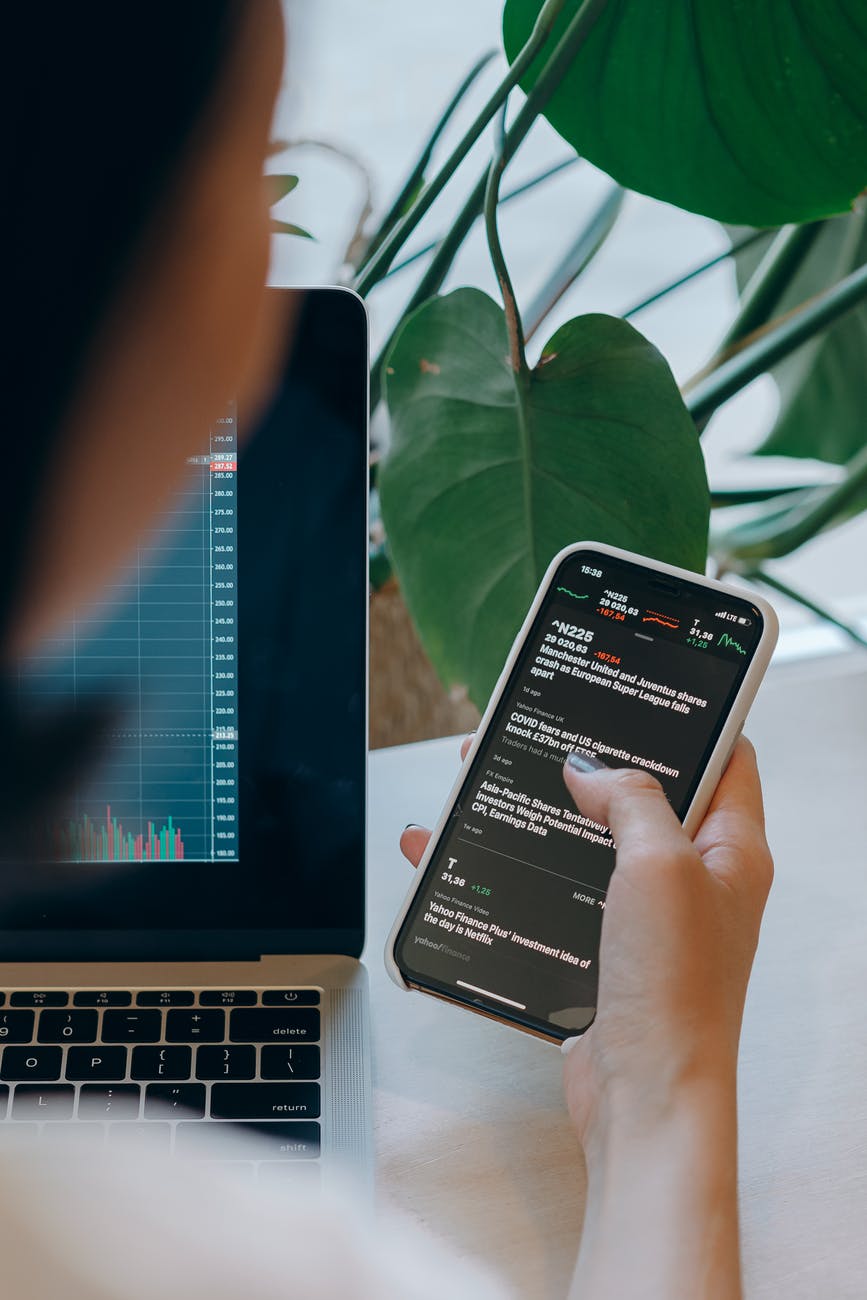 300.00
295.00
289.27
287.52
285.00
280.00
275.00
270.00
265.00
260.00
255.00
250.00
245.00
240.00
235.00
230.00
225.00
220.00
215.00
213.25
210.00
205.00
200.00
195.00
190.00
185.00
180.00
F9 F10 F11 F12
9 0 - + = delete
O P { [ } ] | \
L : ; " ' return
shift
15:38
LTE
^N225
29 020,63
-167,54
T
31,36
+1,25
^N225
29 020,63 -167,54
Manchester United and Juventus shares
crash as European Super League falls
apart
1d ago
Yahoo Finance UK
COVID fears and US cigarette crackdown
knock £37bn off FTSE
Traders had a
3d ago
FX Empire
Asia-Pacific Shares Tentatively
Investors Weigh Potential Impact
CPI, Earnings Data
1w ago
T
31,36 +1,25
MORE ^
Yahoo Finance Video
Yahoo Finance Plus' investment idea of
the day is Netflix
yahoo/finance